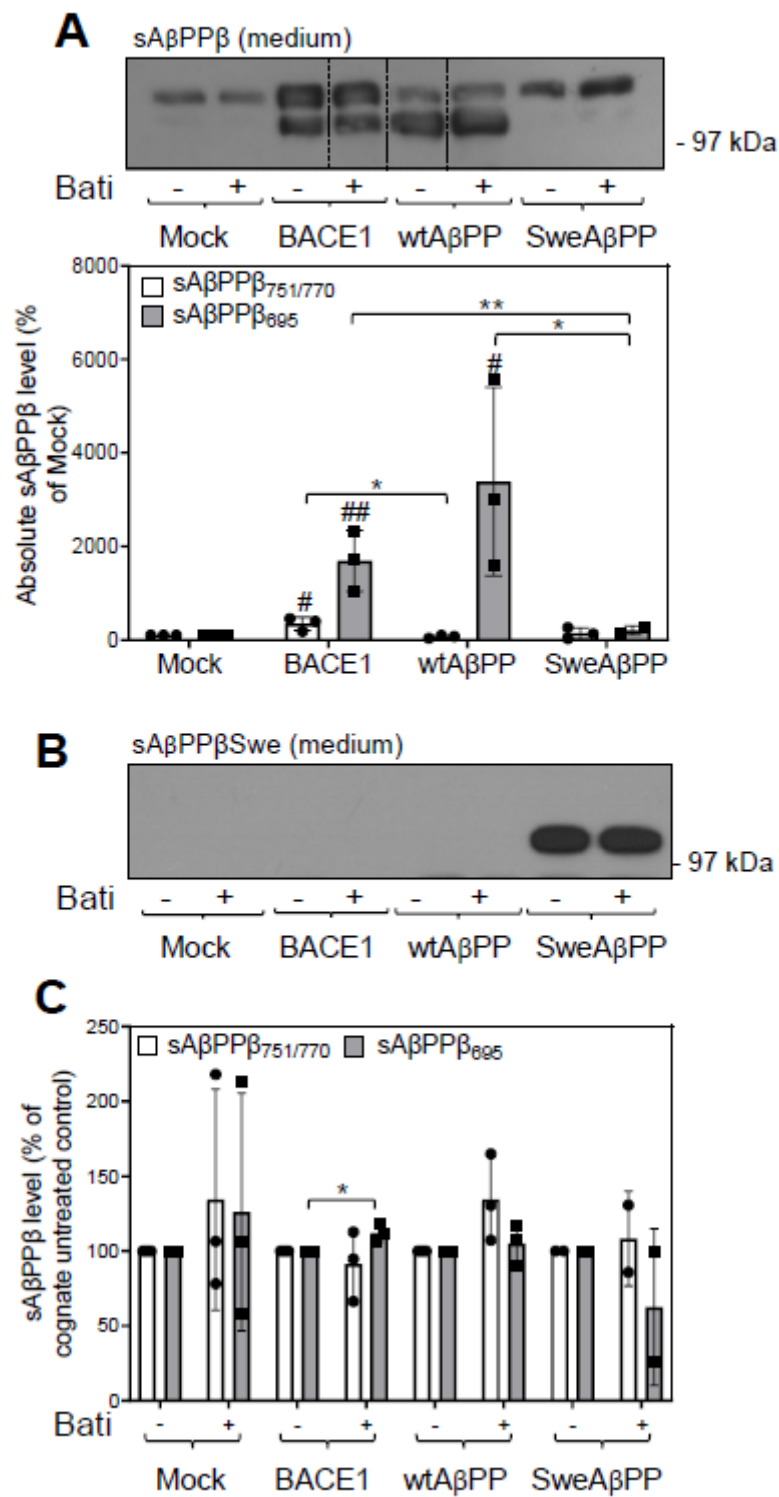 A
sAβPPβ (medium)
- 97 kDa
Bati - + - + - + - +
Mock BACE1 wtAβPP SweAβPP
Absolute sAβPPβ level (% of Mock)
8000
6000
4000
2000
0
sAβPPβ751/770
sAβPPβ695
**
*
#
*
##
#
Mock BACE1 wtAβPP SweAβPP
B
sAβPPβSwe (medium)
- 97 kDa
Bati - + - + - + - +
Mock BACE1 wtAβPP SweAβPP
C
sAβPPβ level (% of cognate untreated control)
250
200
150
100
50
0
sAβPPβ751/770 sAβPPβ695
*
Bati - + - + - + - +
Mock BACE1 wtAβPP SweAβPP